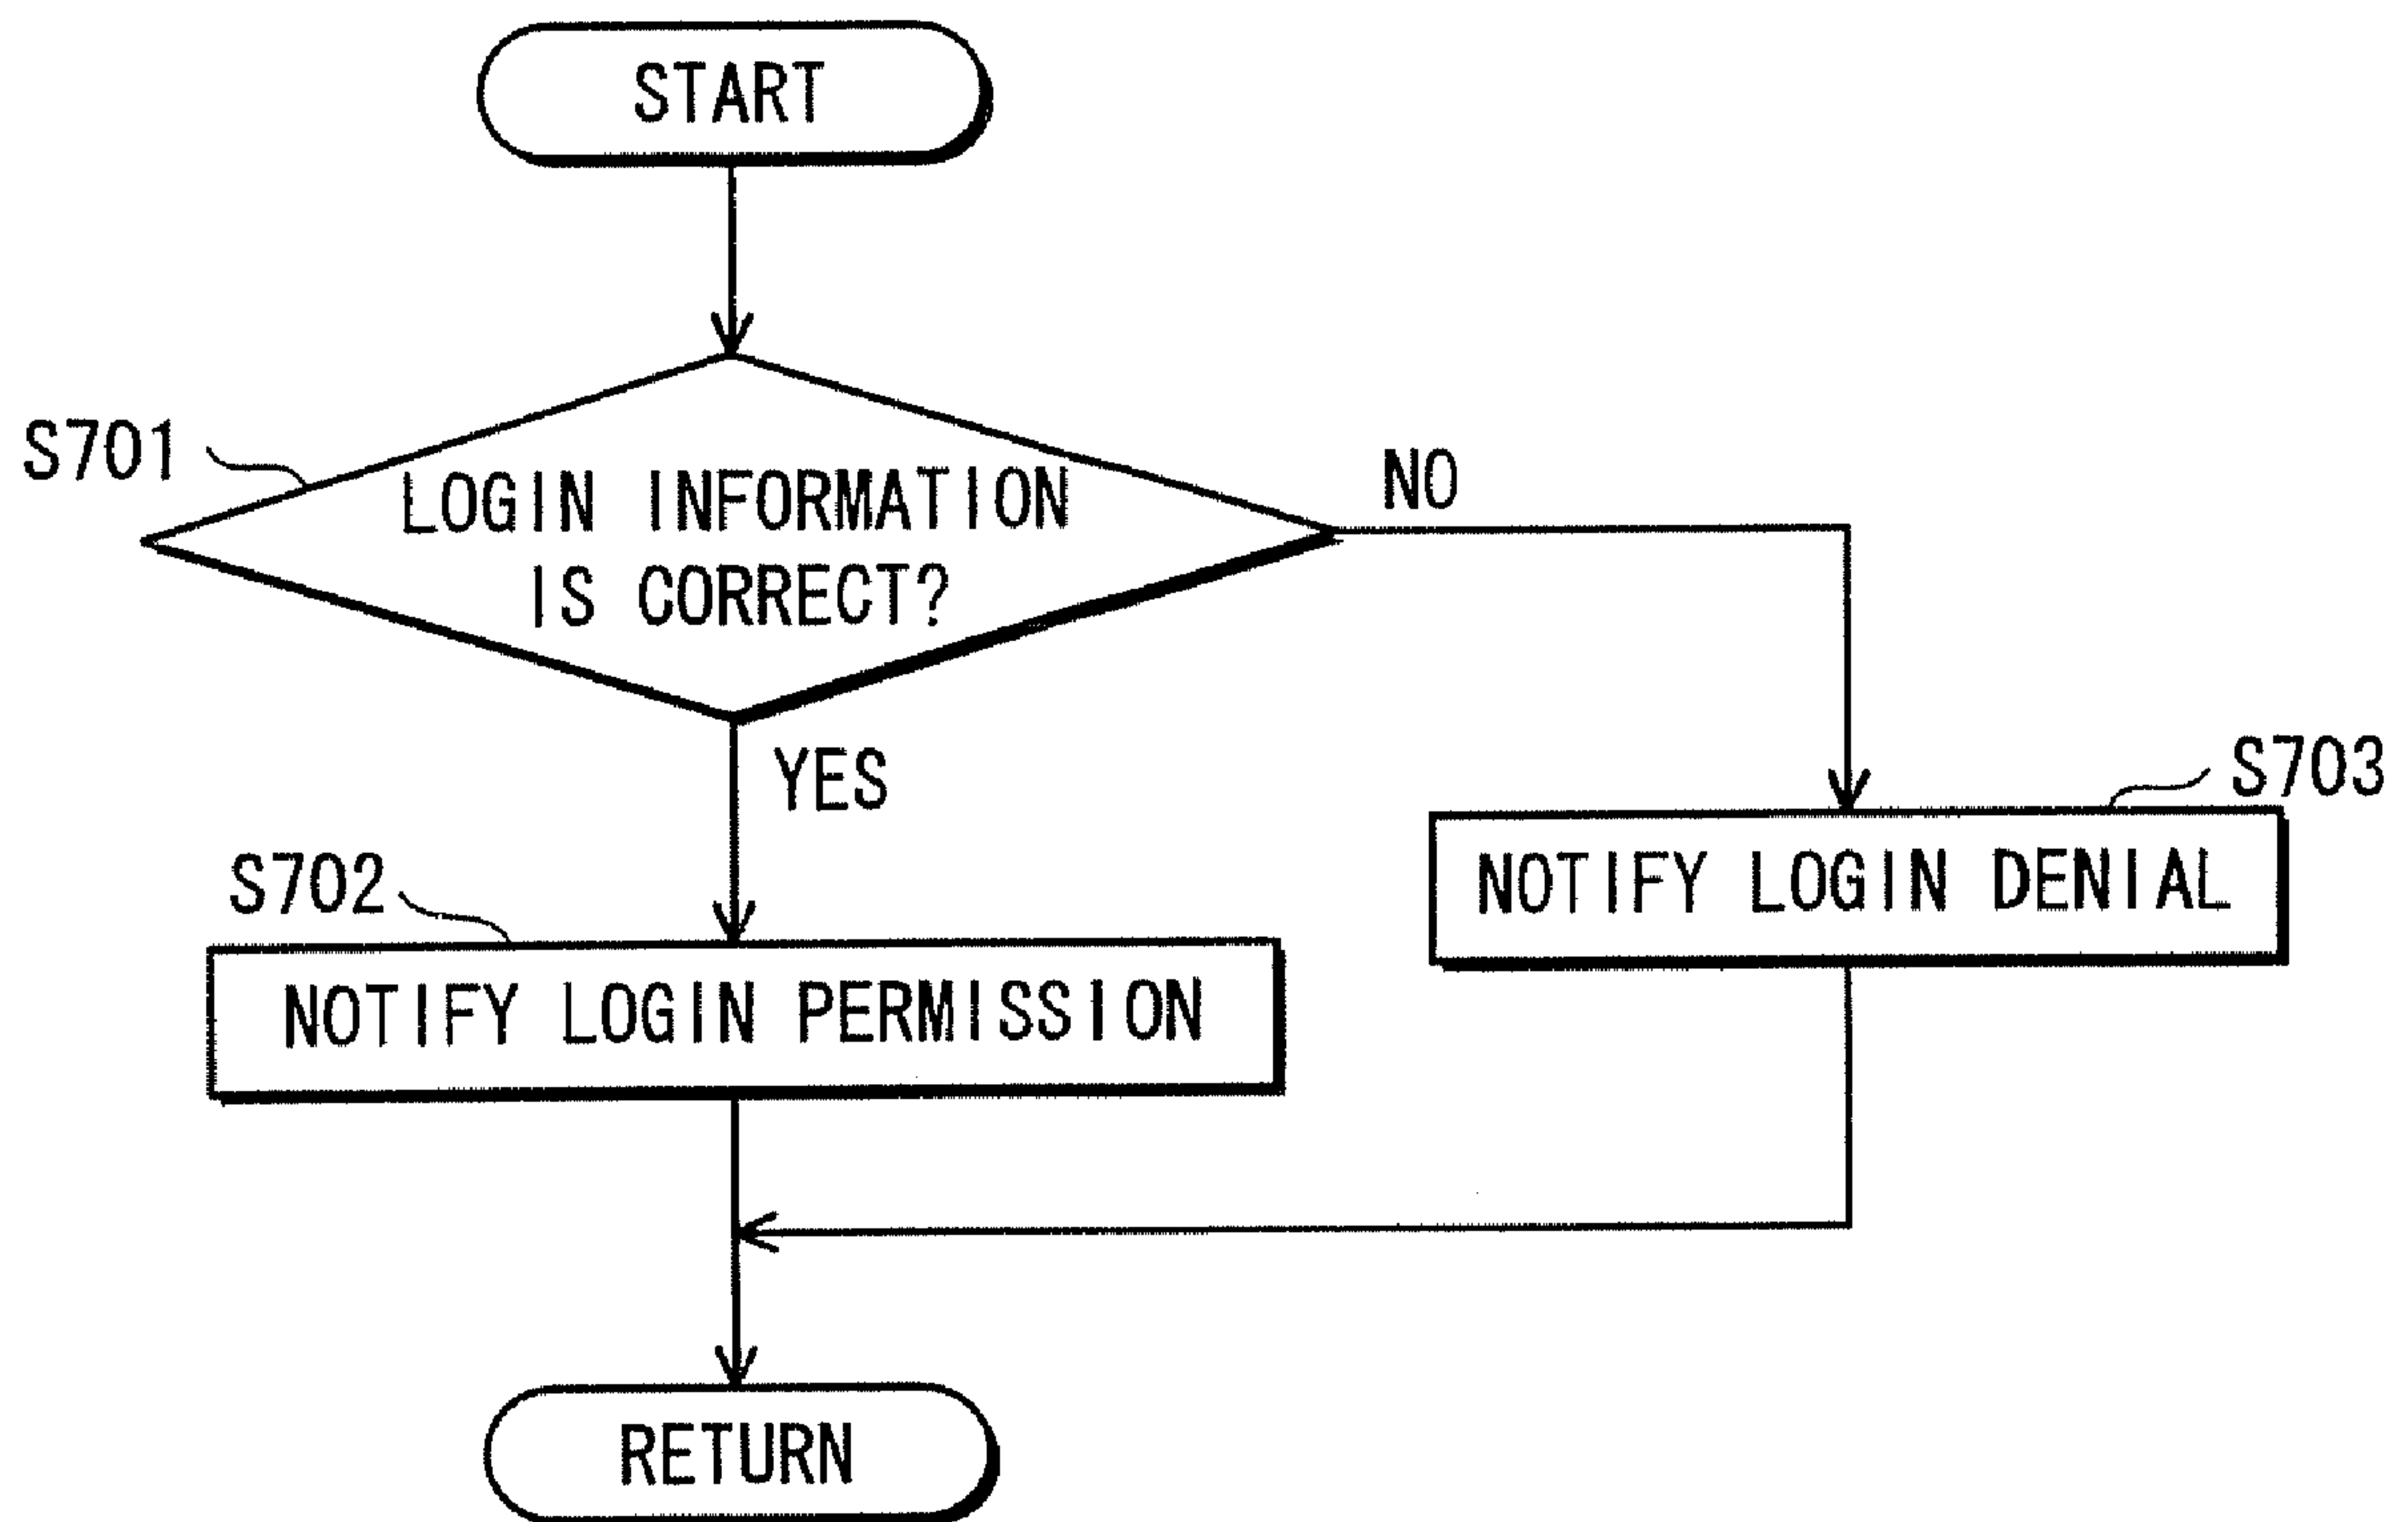 START
S701
LOGIN INFORMATION
IS CORRECT?
NO
YES
S703
NOTIFY LOGIN DENIAL
S702
NOTIFY LOGIN PERMISSION
RETURN